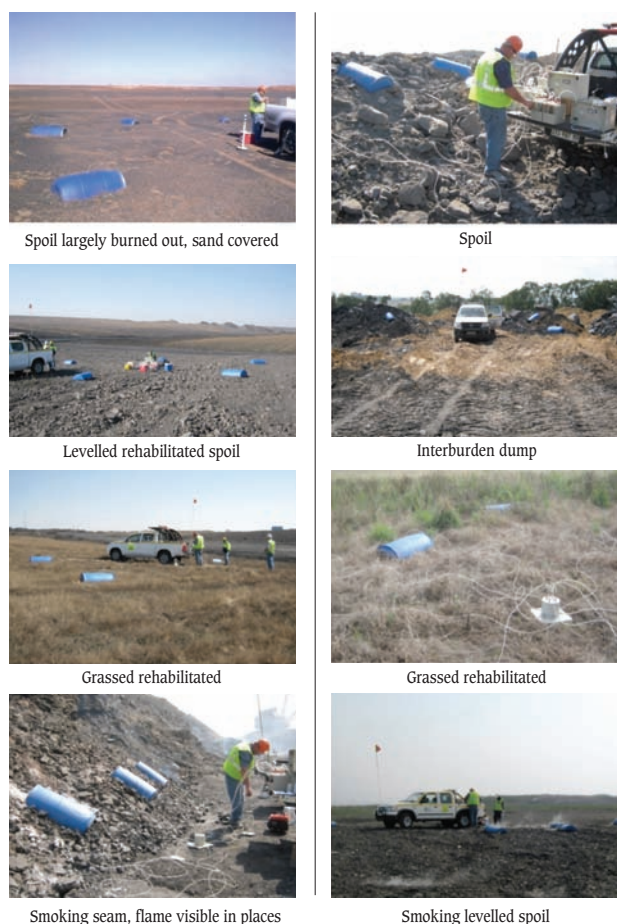 Spoil largely burned out, sand covered
Spoil
Levelled rehabilitated spoil
Interburden dump
Grassed rehabilitated
Grassed rehabilitated
Smoking seam, flame visible in places
Smoking levelled spoil